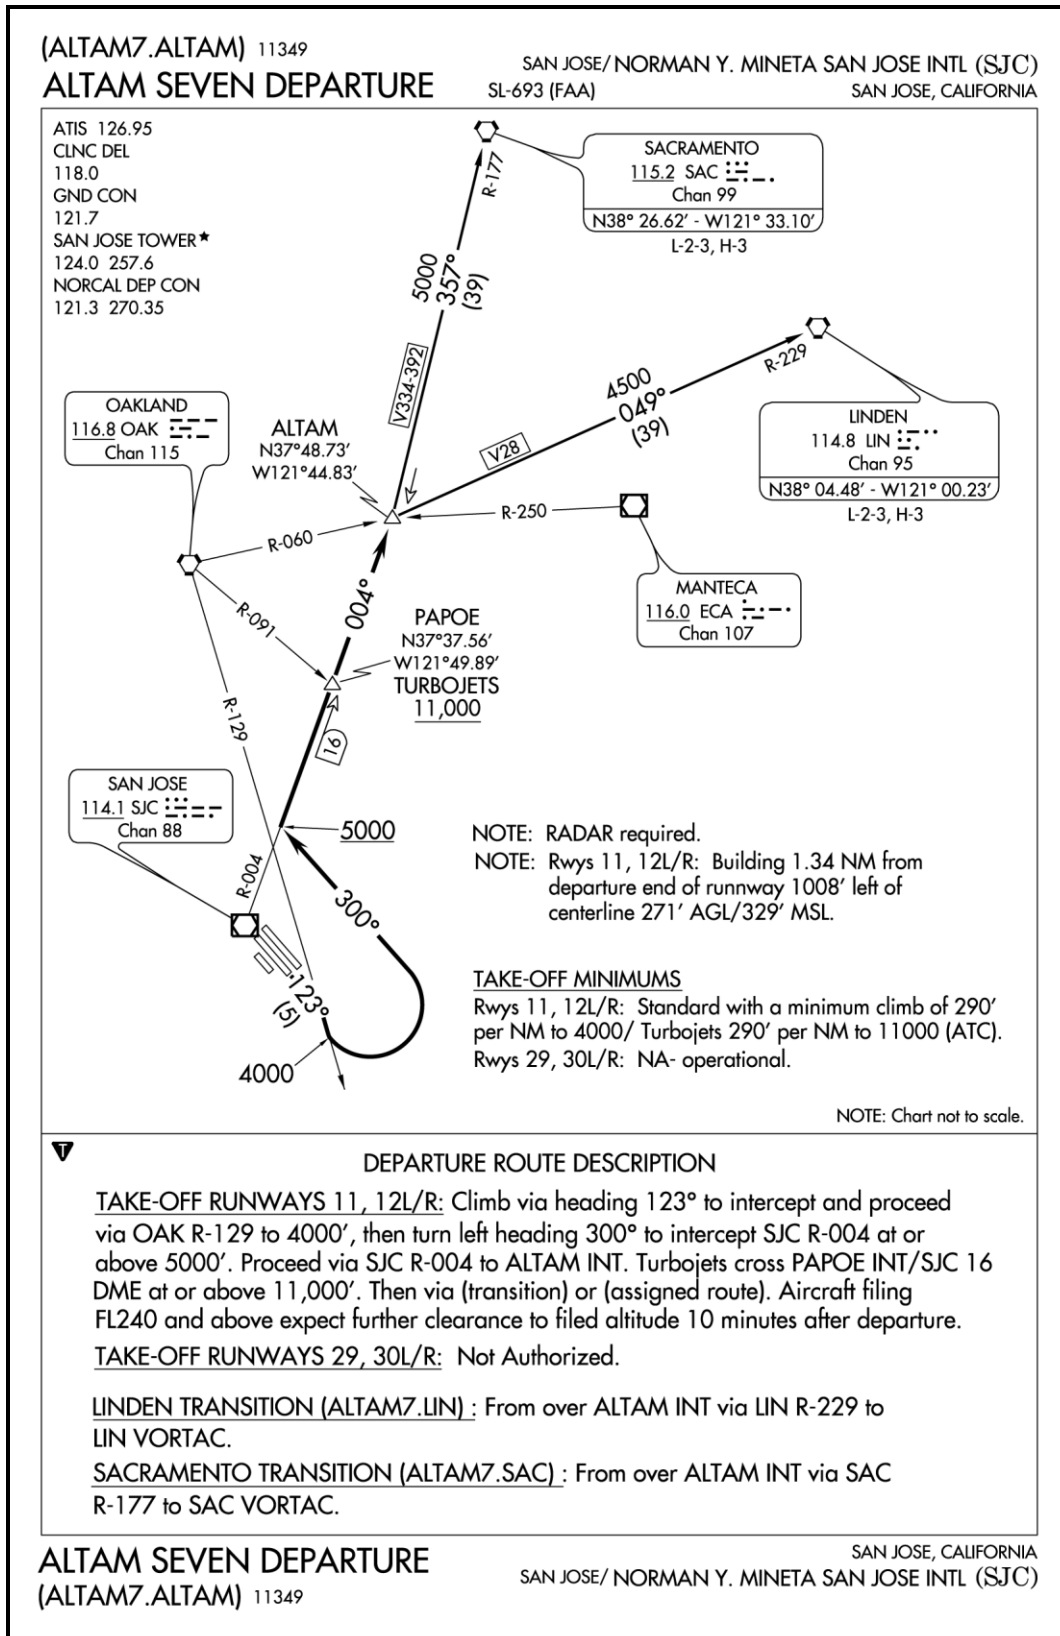 (ALTAM7.ALTAM) 11349
ALTAM SEVEN DEPARTURE
SL-693 (FAA)
SAN JOSE/ NORMAN Y. MINETA SAN JOSE INTL (SJC)
SAN JOSE, CALIFORNIA
ATIS 126.95
CLNC DEL
118.0
GND CON
121.7
SAN JOSE TOWER★
124.0 257.6
NORCAL DEP CON
121.3 270.35
R-177
SACRAMENTO
115.2 SAC
Chan 99
N38° 26.62' - W121° 33.10'
L-2-3, H-3
5000
357°
(39)
V334-392
R-229
4500
049°
(39)
V28
LINDEN
114.8 LIN
Chan 95
N38° 04.48' - W121° 00.23'
L-2-3, H-3
OAKLAND
116.8 OAK
Chan 115
ALTAM
N37°48.73'
W121°44.83'
R-060
R-250
R-091
004°
MANTECA
116.0 ECA
Chan 107
PAPOE
N37°37.56'
W121°49.89'
TURBOJETS
11,000
R-129
16
SAN JOSE
114.1 SJC
Chan 88
5000
R-004
300°
123°
(5)
4000
NOTE: RADAR required.
NOTE: Rwys 11, 12L/R: Building 1.34 NM from
departure end of runnway 1008' left of
centerline 271' AGL/329' MSL.
TAKE-OFF MINIMUMS
Rwys 11, 12L/R: Standard with a minimum climb of 290'
per NM to 4000/ Turbojets 290' per NM to 11000 (ATC).
Rwys 29, 30L/R: NA- operational.
NOTE: Chart not to scale.
T
DEPARTURE ROUTE DESCRIPTION
TAKE-OFF RUNWAYS 11, 12L/R: Climb via heading 123° to intercept and proceed
via OAK R-129 to 4000', then turn left heading 300° to intercept SJC R-004 at or
above 5000'. Proceed via SJC R-004 to ALTAM INT. Turbojets cross PAPOE INT/SJC 16
DME at or above 11,000'. Then via (transition) or (assigned route). Aircraft filing
FL240 and above expect further clearance to filed altitude 10 minutes after departure.
TAKE-OFF RUNWAYS 29, 30L/R: Not Authorized.
LINDEN TRANSITION (ALTAM7.LIN) : From over ALTAM INT via LIN R-229 to
LIN VORTAC.
SACRAMENTO TRANSITION (ALTAM7.SAC) : From over ALTAM INT via SAC
R-177 to SAC VORTAC.
ALTAM SEVEN DEPARTURE
(ALTAM7.ALTAM) 11349
SAN JOSE, CALIFORNIA
SAN JOSE/ NORMAN Y. MINETA SAN JOSE INTL (SJC)